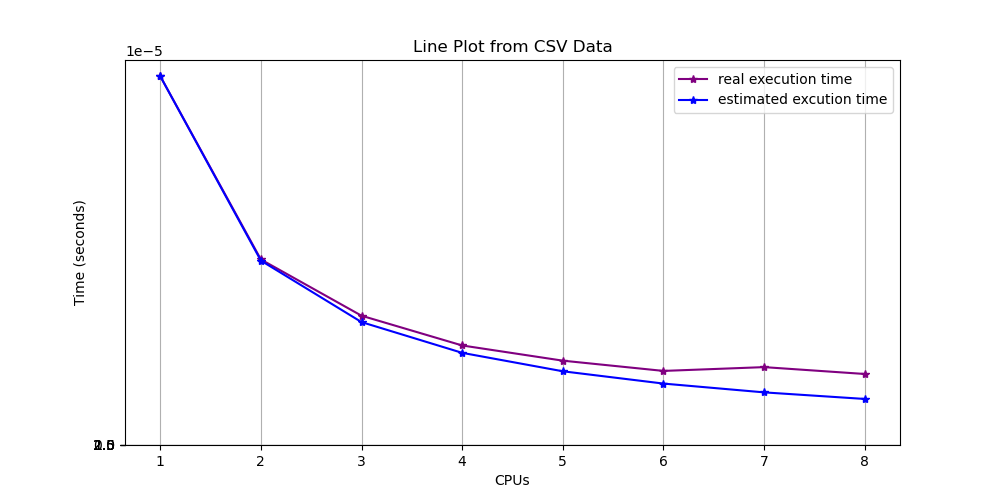 Line Plot from CSV Data
1e−5
real execution time
estimated excution time
Time (seconds)
1 2 3 4 5 6 7 8
CPUs